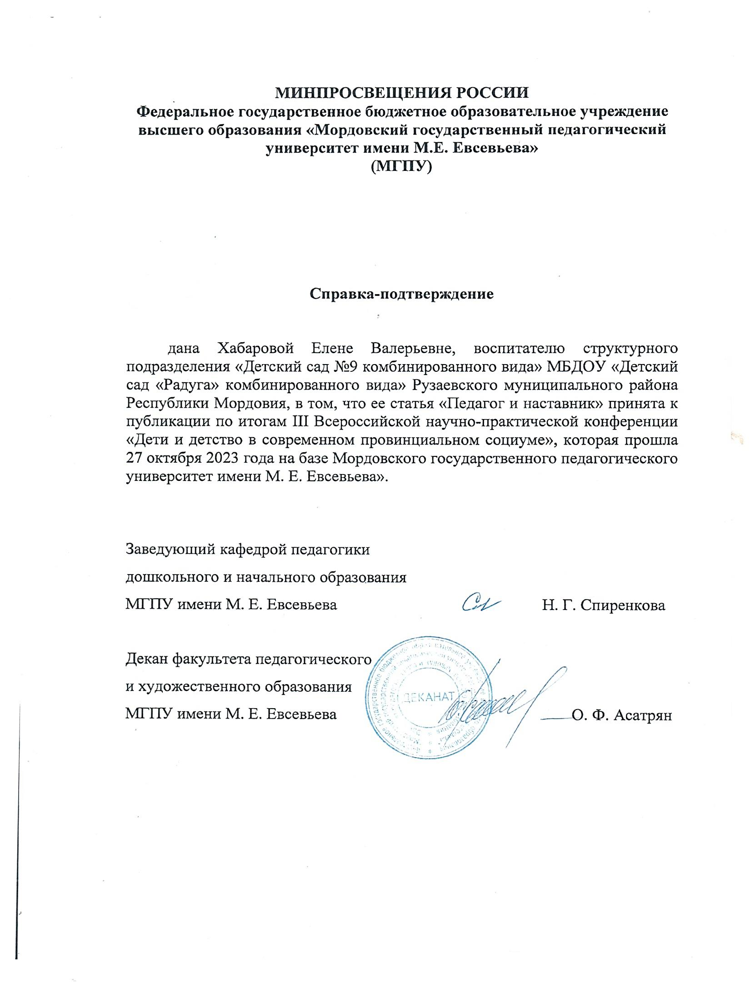 МИНПРОСВЕЩЕНИЯ РОССИИ
Федеральное государственное бюджетное образовательное учреждение
высшего образования «Мордовский государственный педагогический
университет имени М.Е. Евсевьева»
(МГПУ)
Справка-подтверждение
дана Хабаровой Елене Валерьевне, воспитателю структурного
подразделения «Детский сад №9 комбинированного вида» МБДОУ «Детский
сад «Радуга» комбинированного вида» Рузаевского муниципального района
Республики Мордовия, в том, что ее статья «Педагог и наставник» принята к
публикации по итогам III Всероссийской научно-практической конференции
«Дети и детство в современном провинциальном социуме», которая прошла
27 октября 2023 года на базе Мордовского государственного педагогического
университет имени М. Е. Евсевьева».
Заведующий кафедрой педагогики
дошкольного и начального образования
МГПУ имени М. Е. Евсевьева Н. Г. Спиренкова
Декан факультета педагогического
и художественного образования
МГПУ имени М. Е. Евсевьева О. Ф. Асатрян
ДЕКАНАТ